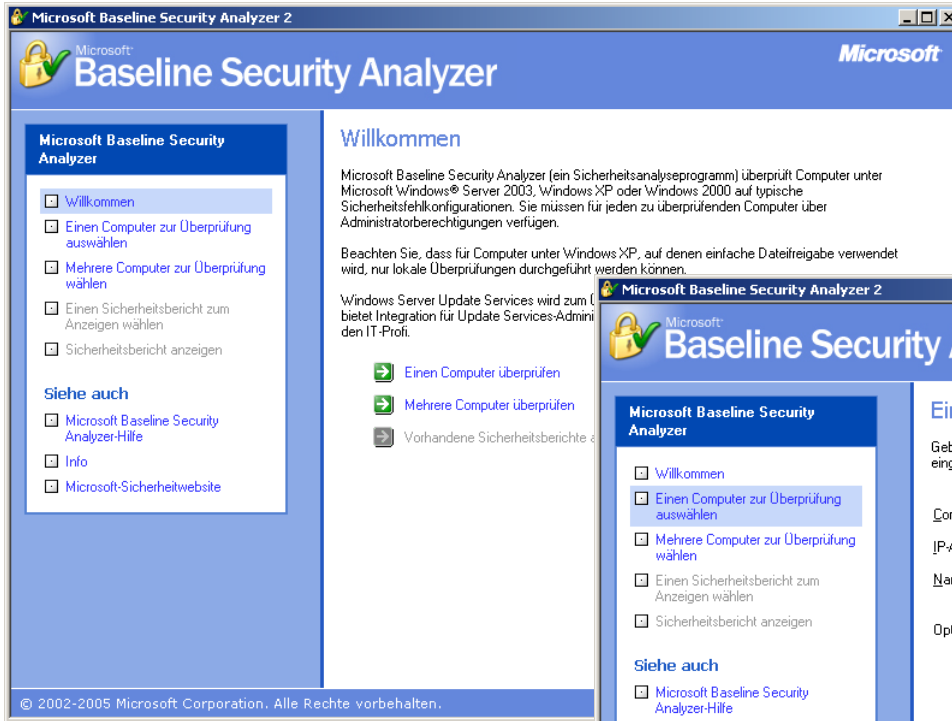 Microsoft Baseline Security Analyzer 2
Microsoft
Baseline Security Analyzer
Microsoft
Microsoft Baseline Security
Analyzer
Willkommen
Einen Computer zur Überprüfung
auswählen
Mehrere Computer zur Überprüfung
wählen
Einen Sicherheitsbericht zum
Anzeigen wählen
Sicherheitsbericht anzeigen
Siehe auch
Microsoft Baseline Security
Analyzer-Hilfe
Info
Microsoft-Sicherheitwebsite
Willkommen
Microsoft Baseline Security Analyzer (ein Sicherheitsanalyseprogramm) überprüft Computer unter
Microsoft Windows® Server 2003, Windows XP oder Windows 2000 auf typische
Sicherheitsfehlkonfigurationen. Sie müssen für jeden zu überprüfenden Computer über
Administratorberechtigungen verfügen.
Beachten Sie, dass für Computer unter Windows XP, auf denen einfache Dateifreigabe verwendet
wird, nur lokale Überprüfungen durchgeführt werden können.
Windows Server Update Services wird zum
bietet Integration für Update Services-Admini
den IT-Profi.
Einen Computer überprüfen
Mehrere Computer überprüfen
Vorhandene Sicherheitsberichte a
© 2002-2005 Microsoft Corporation. Alle Rechte vorbehalten.
Microsoft Baseline Security Analyzer 2
Microsoft
Baseline Security
Microsoft Baseline Security
Analyzer
Willkommen
Einen Computer zur Überprüfung
auswählen
Mehrere Computer zur Überprüfung
wählen
Einen Sicherheitsbericht zum
Anzeigen wählen
Sicherheitsbericht anzeigen
Siehe auch
Microsoft Baseline Security
Analyzer-Hilfe
Ei
Geb
eing
Co
IP-A
Na
Op